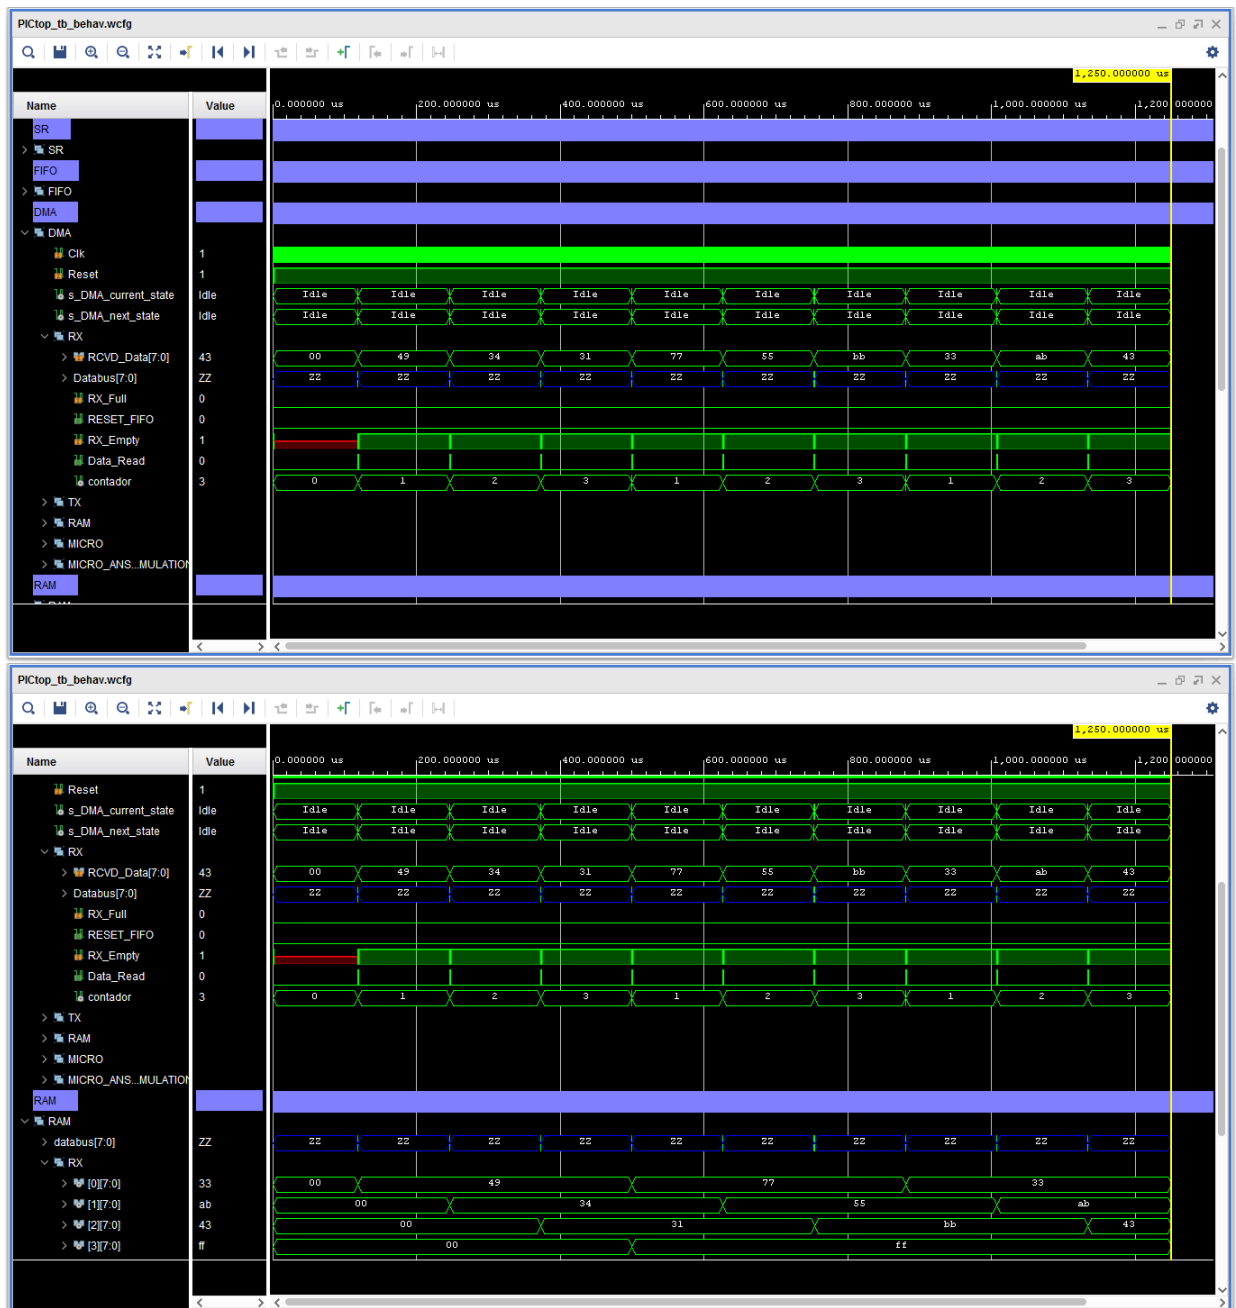 PICtop_tb_behav.wcfg
1,250.000000 us
Name Value 0.000000 us 200.000000 us 400.000000 us 600.000000 us 800.000000 us 1,000.000000 us 1,200 000000
SR
SR
FIFO
FIFO
DMA
DMA
Clk 1
Reset 1
s_DMA_current_state Idle Idle Idle Idle Idle Idle Idle Idle Idle Idle Idle
s_DMA_next_state Idle Idle Idle Idle Idle Idle Idle Idle Idle Idle Idle
RX
RCVD_Data[7:0] 43 00 49 34 31 77 55 bb 33 ab 43
Databus[7:0] ZZ ZZ ZZ ZZ ZZ ZZ ZZ ZZ ZZ ZZ ZZ
RX_Full 0
RESET_FIFO 0
RX_Empty 1
Data_Read 0
contador 3 0 1 2 3 1 2 3 1 2 3
TX
RAM
MICRO
MICRO_ANS...MULATION
RAM
PICtop_tb_behav.wcfg
1,250.000000 us
Name Value 0.000000 us 200.000000 us 400.000000 us 600.000000 us 800.000000 us 1,000.000000 us 1,200 000000
Reset 1
s_DMA_current_state Idle Idle Idle Idle Idle Idle Idle Idle Idle Idle Idle
s_DMA_next_state Idle Idle Idle Idle Idle Idle Idle Idle Idle Idle Idle
RX
RCVD_Data[7:0] 43 00 49 34 31 77 55 bb 33 ab 43
Databus[7:0] ZZ ZZ ZZ ZZ ZZ ZZ ZZ ZZ ZZ ZZ ZZ
RX_Full 0
RESET_FIFO 0
RX_Empty 1
Data_Read 0
contador 3 0 1 2 3 1 2 3 1 2 3
TX
RAM
MICRO
MICRO_ANS...MULATION
RAM
RAM
databus[7:0] ZZ ZZ ZZ ZZ ZZ ZZ ZZ ZZ ZZ ZZ ZZ
RX
[0][7:0] 33 00 49 77 33
[1][7:0] ab 00 34 55 ab
[2][7:0] 43 00 31 bb 43
[3][7:0] ff 00 ff